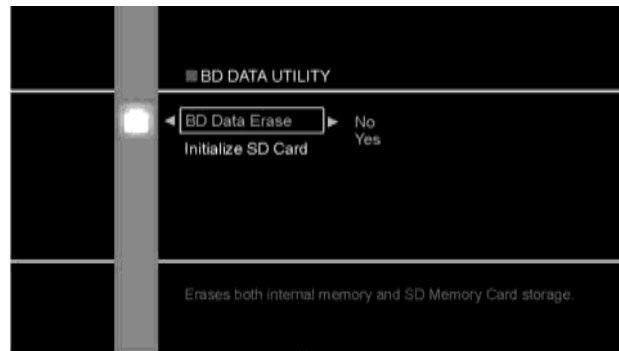 BD DATA UTILITY
BD Data Erase
No
Yes
Initialize SD Card
Erases both internal memory and SD Memory Card storage.